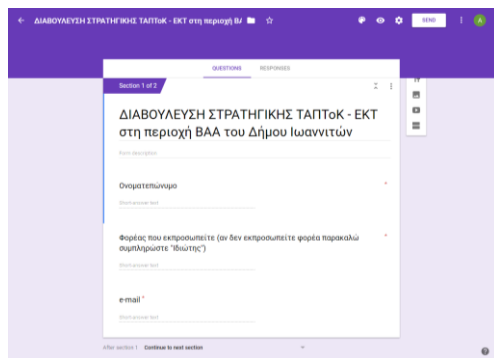 ΔΙΑΒΟΥΛΕΥΣΗ ΣΤΡΑΤΗΓΙΚΗΣ ΤΑΠΤοΚ - ΕΚΤ στη περιοχή ΒΑ
SEND
A
QUESTIONS RESPONSES
Section 1 of 2
ΔΙΑΒΟΥΛΕΥΣΗ ΣΤΡΑΤΗΓΙΚΗΣ ΤΑΠΤοΚ - ΕΚΤ
στη περιοχή ΒΑΑ του Δήμου Ιωαννιτών
Form description
Ονοματεπώνυμο *
Short answer text
Φορέας που εκπροσωπείτε (αν δεν εκπροσωπείτε φορέα παρακαλώ *
συμπληρώστε "Ιδιώτης")
Short answer text
e-mail *
Short answer text
After section 1 Continue to next section